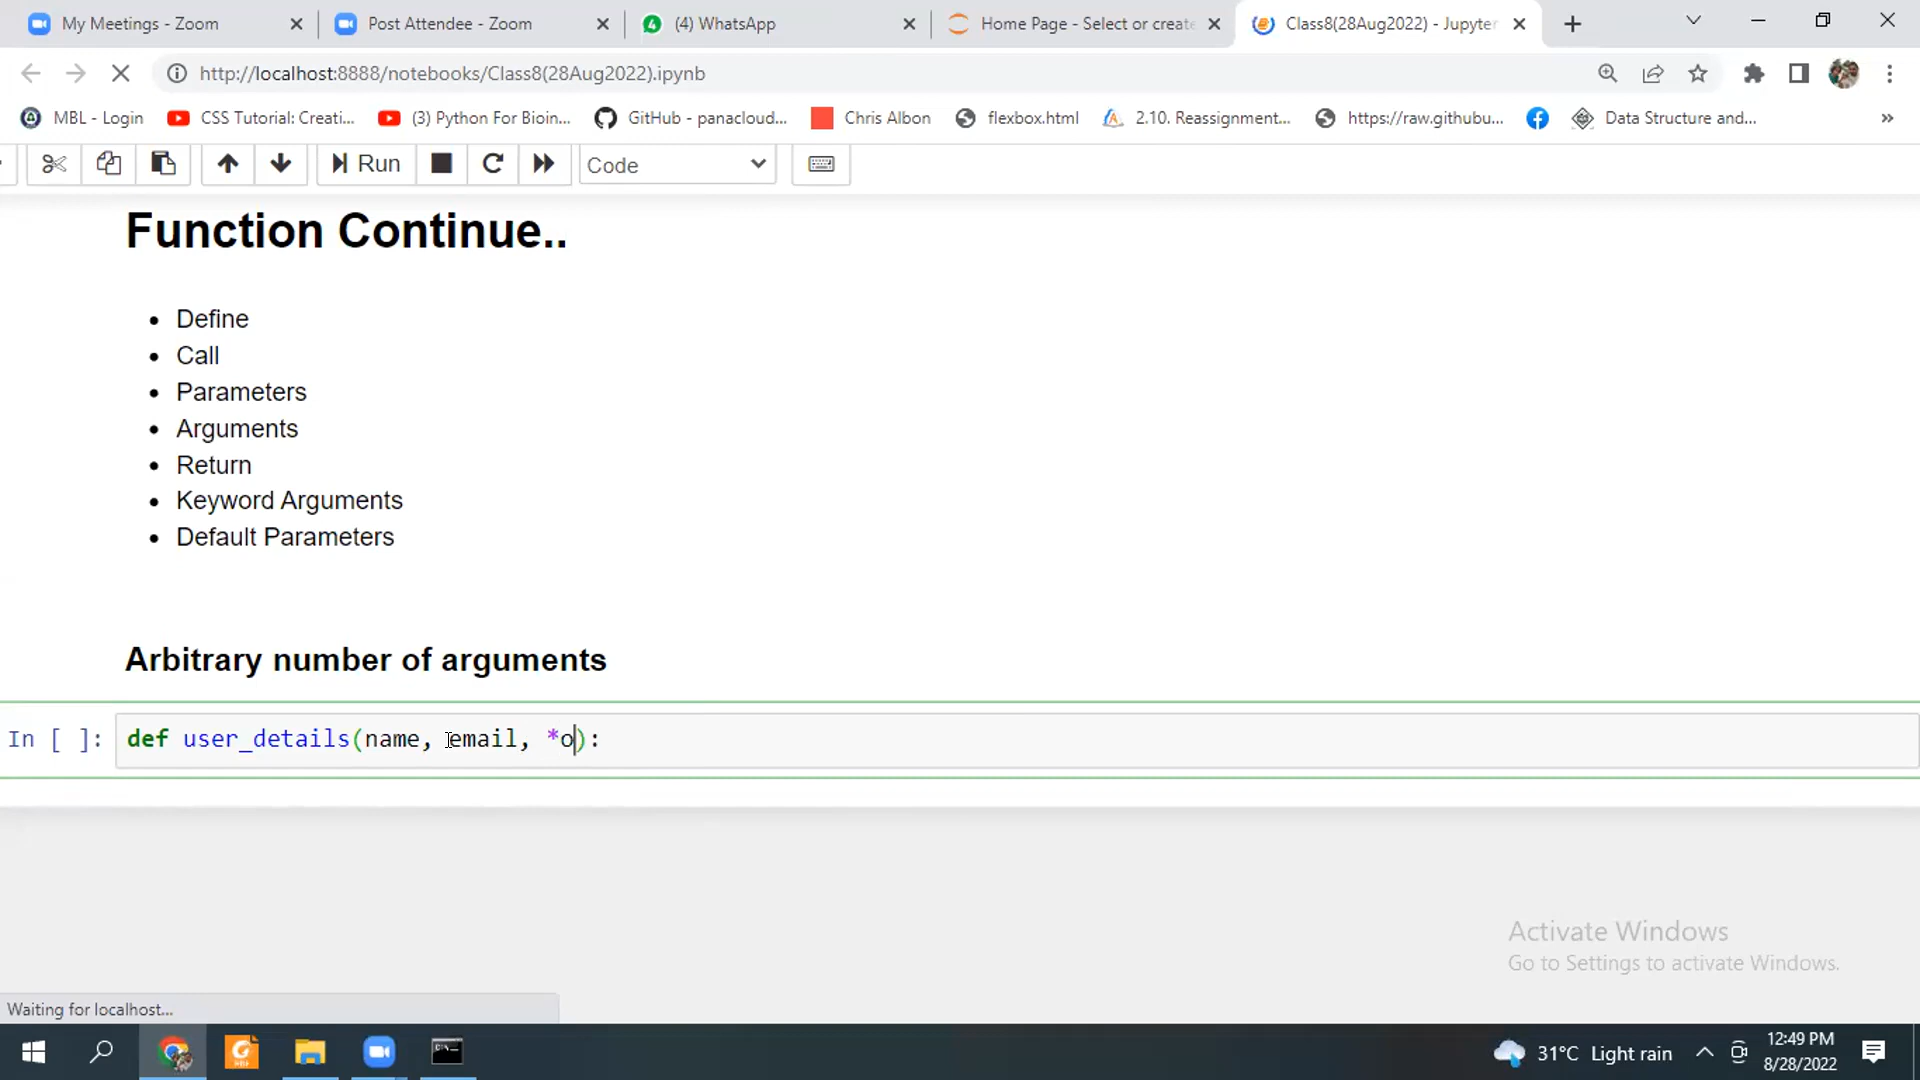 My Meetings - Zoom
Post Attendee - Zoom
4
(4) WhatsApp
Home Page - Select or create
Class8(28Aug2022) - Jupyter
http://localhost:8888/notebooks/Class8(28Aug2022).ipynb
MBL - Login
CSS Tutorial: Creati...
(3) Python For Bioin...
GitHub - panacloud...
Chris Albon
flexbox.html
2.10. Reassignment...
https://raw.githubu...
Data Structure and...
»
Run
Code
Function Continue..
• Define
• Call
• Parameters
• Arguments
• Return
• Keyword Arguments
• Default Parameters
Arbitrary number of arguments
In [ ]: def user_details(name, email, *o):
Activate Windows
Go to Settings to activate Windows.
Waiting for localhost...
31°C Light rain
12:49 PM
8/28/2022